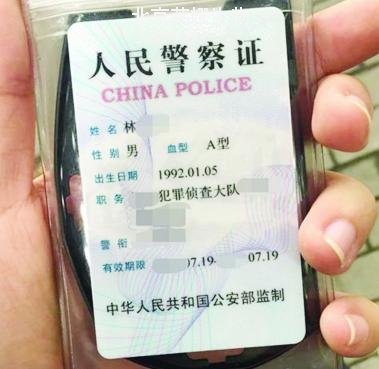 人民警察证
CHINA POLICE
姓名 林
性别 男 血型 A型
出生日期 1992.01.05
职务 犯罪侦查大队
警衔
有效期限 07.19- 07.19
中华人民共和国公安部监制